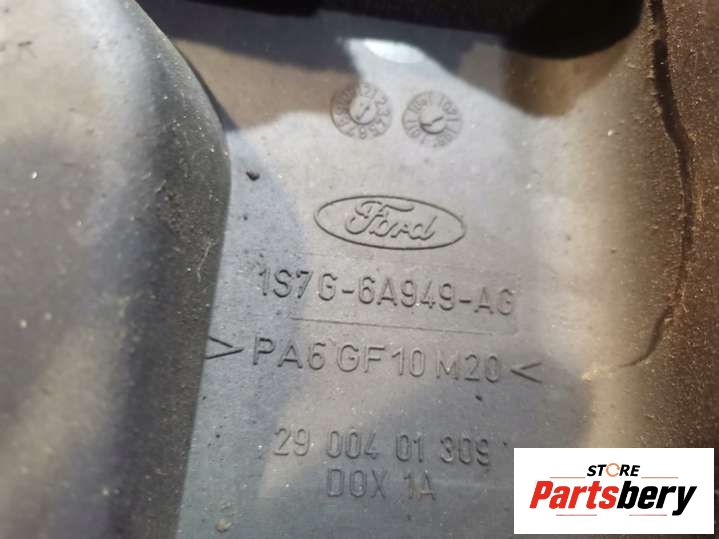 Ford
1S7G-6A949-AG
>PA6 GF10 M20<
29 004 01 309
DOX 1A
STORE
Partsbery